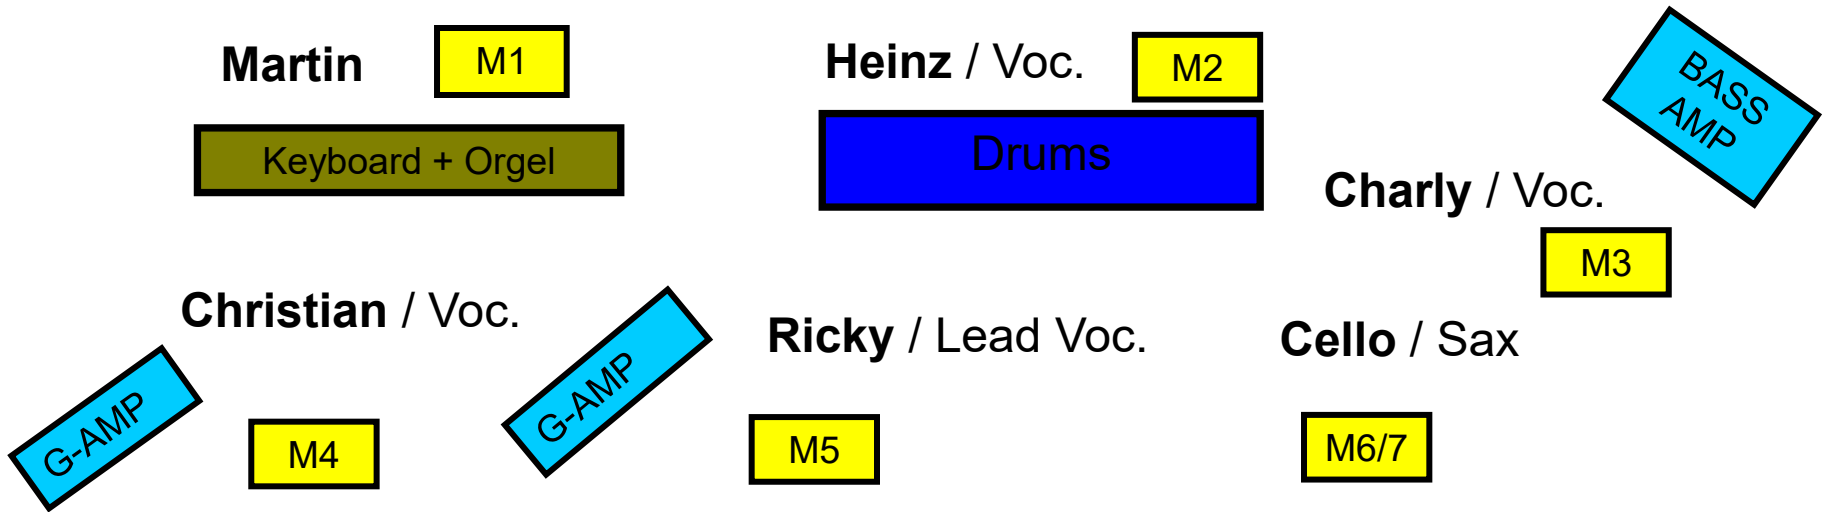 Martin
M1
Heinz / Voc.
M2
BASS
AMP
Keyboard + Orgel
Drums
Charly / Voc.
M3
Christian / Voc.
G-AMP
Ricky / Lead Voc.
Cello / Sax
G-AMP
M4
M5
M6/7